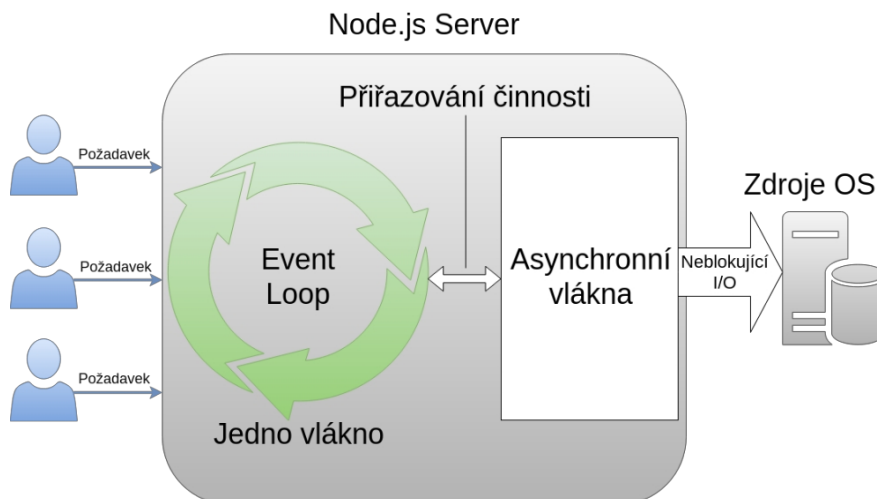 Node.js Server
Přiřazování činnosti
Požadavek
Požadavek
Požadavek
Event
Loop
Jedno vlákno
Asynchronní
vlákna
Neblokující
I/O
Zdroje OS